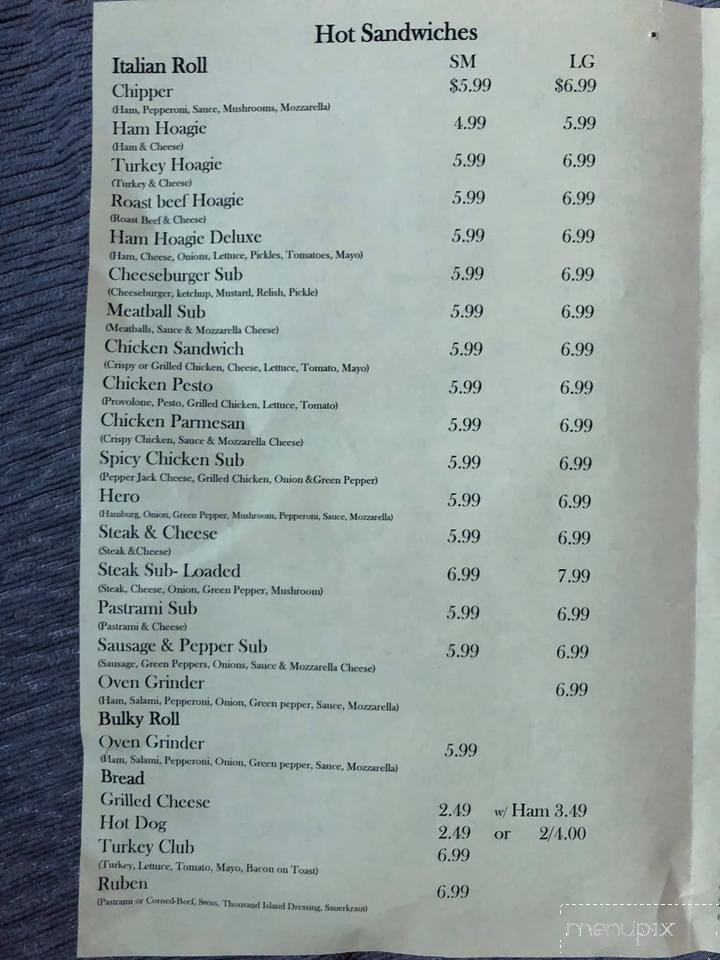 Hot Sandwiches
Italian Roll SM LG
Chipper $5.99 $6.99
(Ham, Pepperoni, Sauce, Mushrooms, Mozzarella)
Ham Hoagie 4.99 5.99
(Ham & Cheese)
Turkey Hoagie 5.99 6.99
(Turkey & Cheese)
Roast beef Hoagie 5.99 6.99
(Roast Beef & Cheese)
Ham Hoagie Deluxe 5.99 6.99
(Ham, Cheese, Onions, Lettuce, Pickles, Tomatoes, Mayo)
Cheeseburger Sub 5.99 6.99
(Cheeseburger, ketchup, Mustard, Relish, Pickle)
Meatball Sub 5.99 6.99
(Meatballs, Sauce & Mozzarella Cheese)
Chicken Sandwich 5.99 6.99
(Crispy or Grilled Chicken, Cheese, Lettuce, Tomato, Mayo)
Chicken Pesto 5.99 6.99
(Provolone, Pesto, Grilled Chicken, Lettuce, Tomato)
Chicken Parmesan 5.99 6.99
(Crispy Chicken, Sauce & Mozzarella Cheese)
Spicy Chicken Sub 5.99 6.99
(Pepper Jack Cheese, Grilled Chicken, Onion &Green Pepper)
Hero 5.99 6.99
(Hamburg, Onion, Green Pepper, Mushroom, Pepperoni, Sauce, Mozzarella)
Steak & Cheese 5.99 6.99
(Steak &Cheese)
Steak Sub- Loaded 6.99 7.99
(Steak, Cheese, Onion, Green Pepper, Mushroom)
Pastrami Sub 5.99 6.99
(Pastrami & Cheese)
Sausage & Pepper Sub 5.99 6.99
(Sausage, Green Peppers, Onions, Sauce & Mozzarella Cheese)
Oven Grinder 6.99
(Ham, Salami, Pepperoni, Onion, Green pepper, Sauce, Mozzarella)
Bulky Roll
Oven Grinder 5.99
(Ham, Salami, Pepperoni, Onion, Green pepper, Sauce, Mozzarella)
Bread
Grilled Cheese 2.49 w/ Ham 3.49
Hot Dog 2.49 or 2/4.00
Turkey Club 6.99
(Turkey, Lettuce, Tomato, Mayo, Bacon on Toast)
Ruben 6.99
(Pastrami or Corned-Beef, Swiss, Thousand Island Dressing, Sauerkraut)
menupix